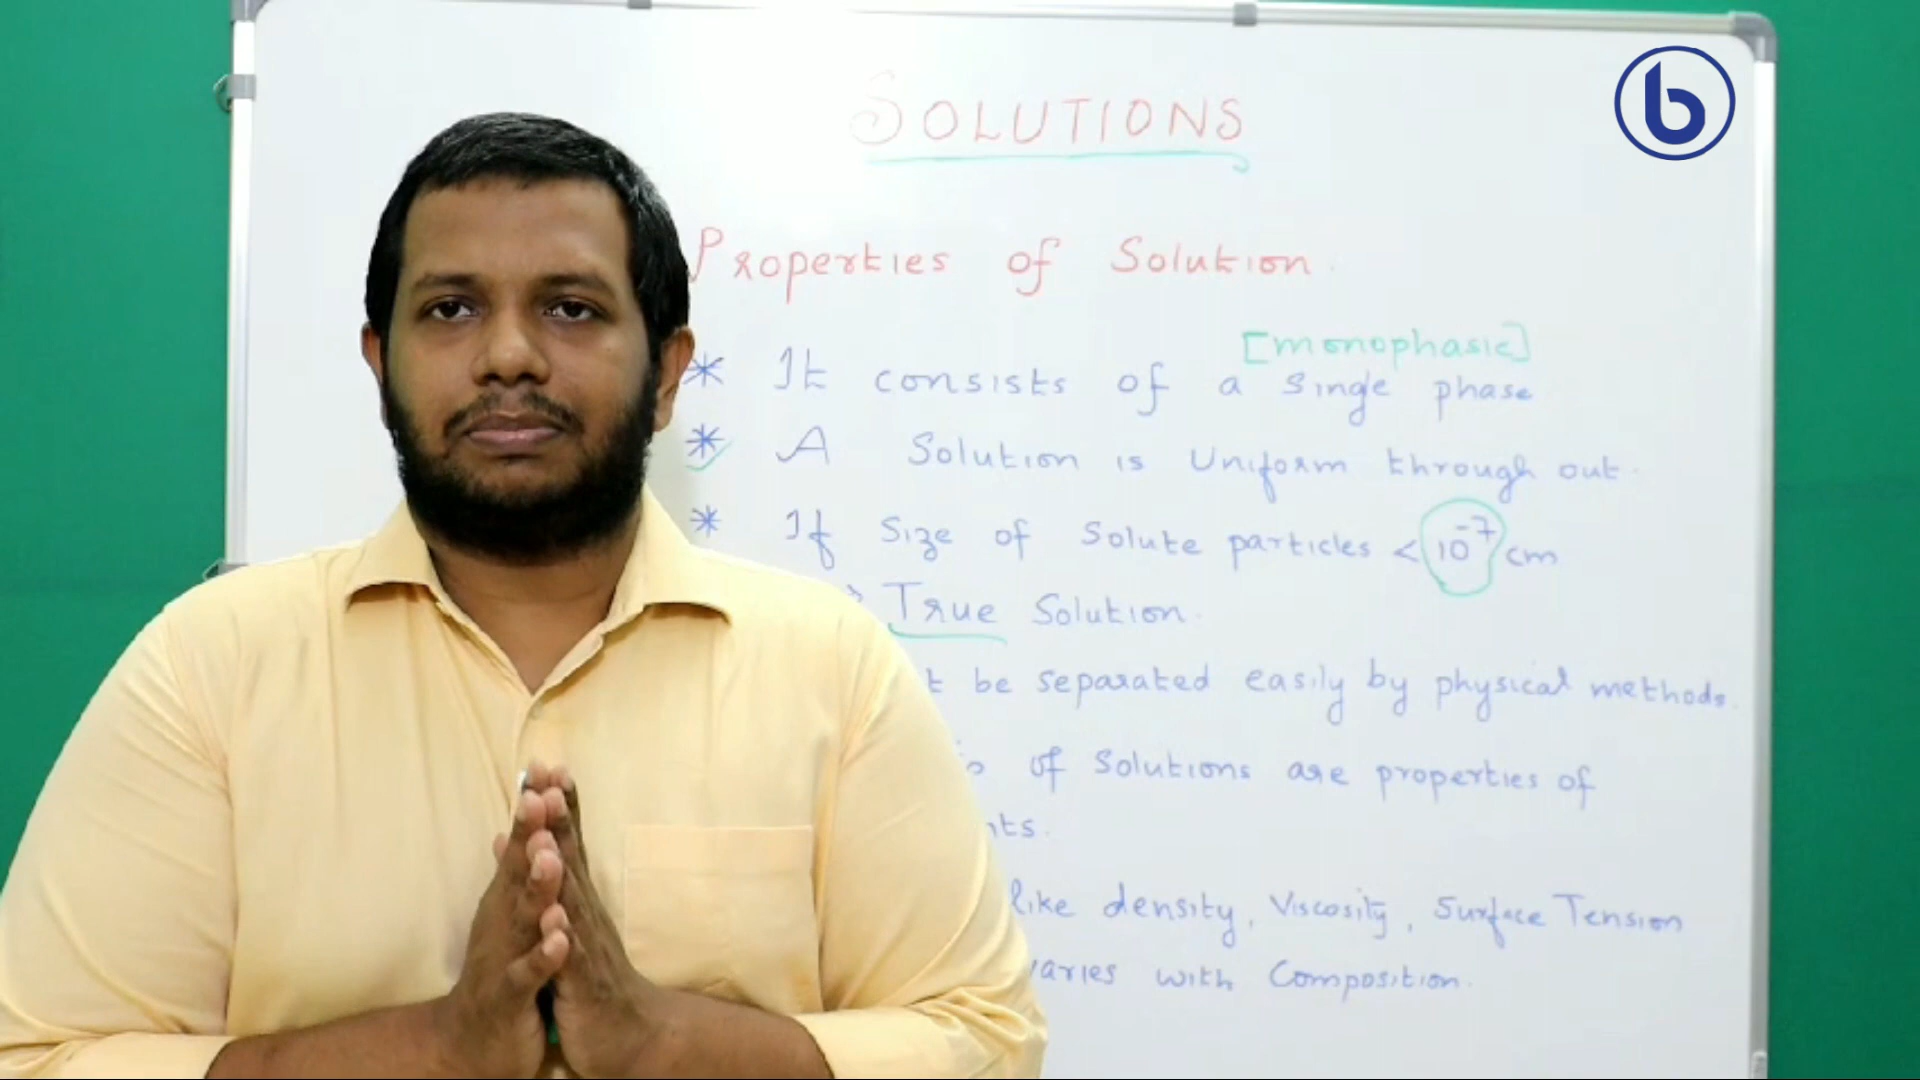 SOLUTIONS
Properties of Solution.
[monophasic]
* It consists of a singe phase
* A Solution is Uniform through out.
* If Size of Solute particles < 10⁻⁷ cm
True Solution.
be separated easily by physical methods.
of Solutions are properties of
like density, Viscosity, Surface Tension
varies with Composition.
b